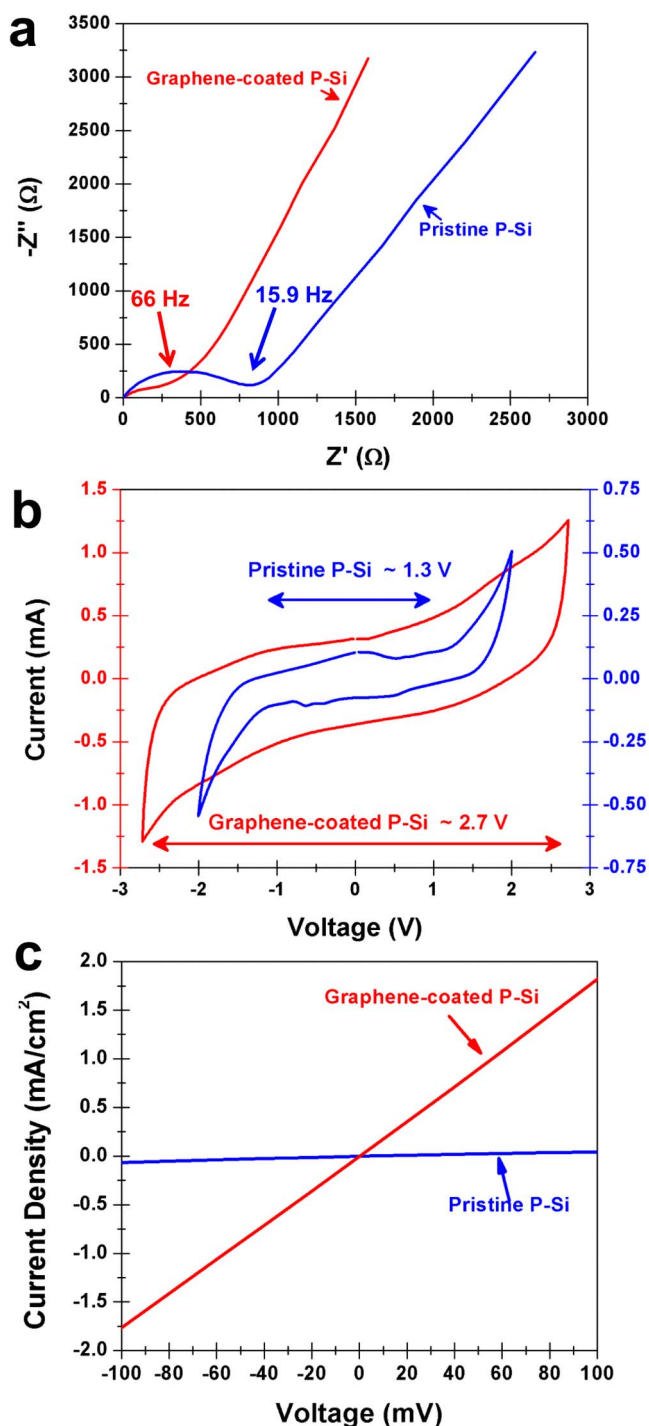 a
3500
3000
2500
2000
1500
1000
500
0
-Z'' (Ω)
Graphene-coated P-Si
Pristine P-Si
66 Hz
15.9 Hz
0 500 1000 1500 2000 2500 3000
Z' (Ω)
b
1.5
1.0
0.5
0.0
-0.5
-1.0
-1.5
Current (mA)
0.75
0.50
0.25
0.00
-0.25
-0.50
-0.75
Pristine P-Si ~ 1.3 V
Graphene-coated P-Si ~ 2.7 V
-3 -2 -1 0 1 2 3
Voltage (V)
c
2.0
1.5
1.0
0.5
0.0
-0.5
-1.0
-1.5
-2.0
Current Density (mA/cm²)
Graphene-coated P-Si
Pristine P-Si
-100 -80 -60 -40 -20 0 20 40 60 80 100
Voltage (mV)